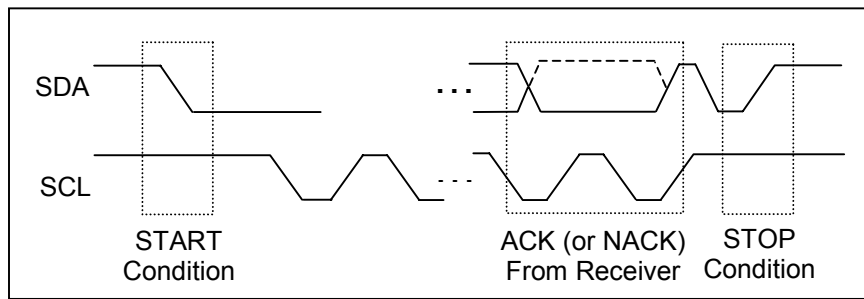 SDA
...
SCL
...
START
Condition
ACK (or NACK)
From Receiver
STOP
Condition